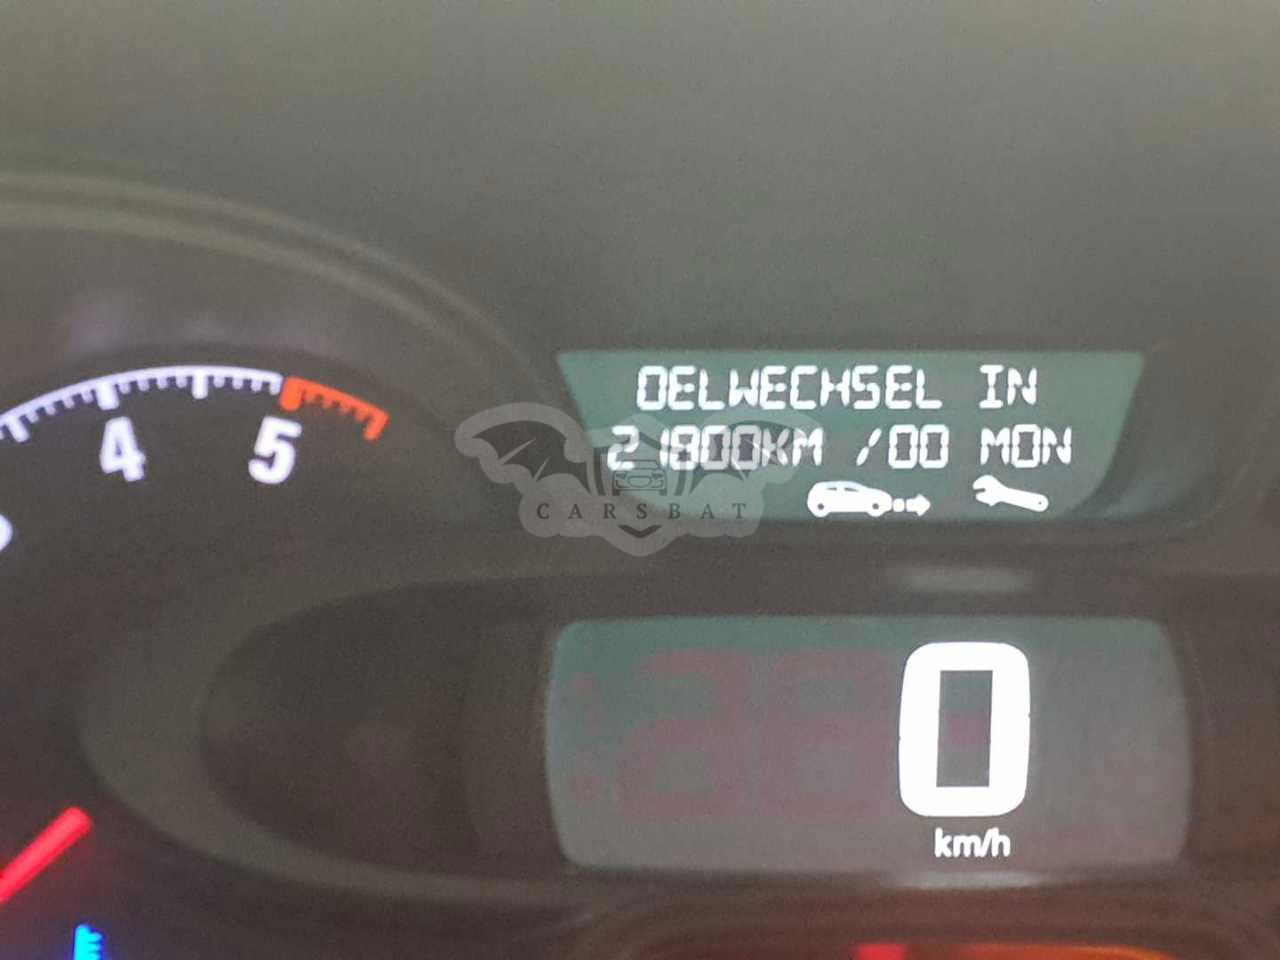 OELWECHSEL IN
21800KM /00 MON
CARSBAT
4
5
0
km/h